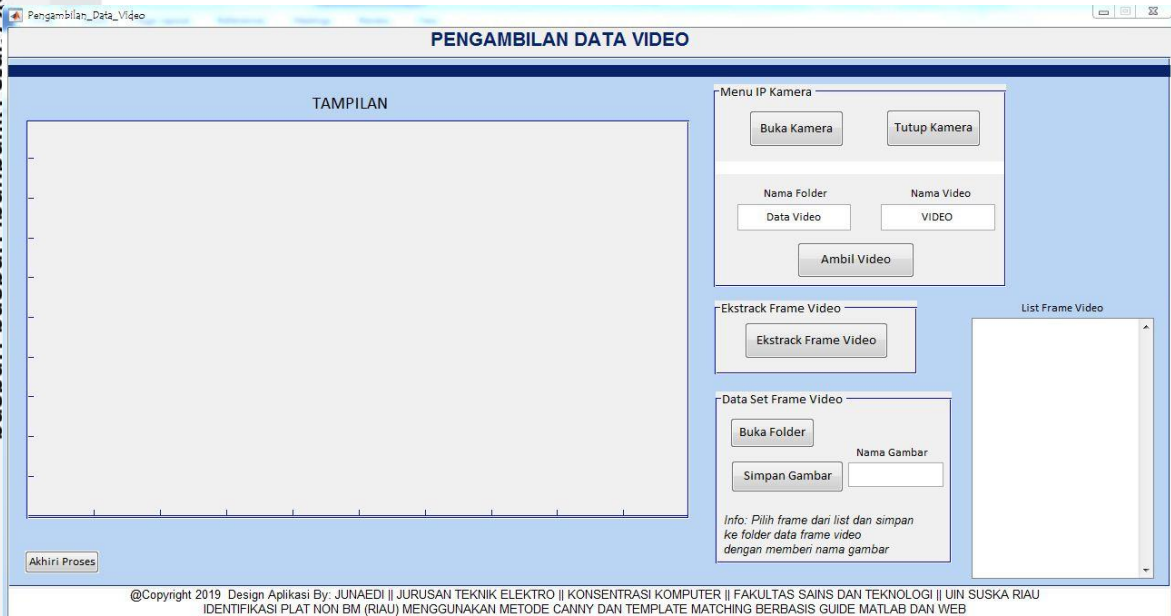 Pengambilan_Data_Video
PENGAMBILAN DATA VIDEO
TAMPILAN
Menu IP Kamera
Buka Kamera
Tutup Kamera
Nama Folder
Nama Video
Data Video
VIDEO
Ambil Video
Ekstrack Frame Video
Ekstrack Frame Video
List Frame Video
Data Set Frame Video
Buka Folder
Nama Gambar
Simpan Gambar
Info: Pilih frame dari list dan simpan
ke folder data frame video
dengan memberi nama gambar
Akhiri Proses
@Copyright 2019 Design Aplikasi By: JUNAEDI || JURUSAN TEKNIK ELEKTRO || KONSENTRASI KOMPUTER || FAKULTAS SAINS DAN TEKNOLOGI || UIN SUSKA RIAU
IDENTIFIKASI PLAT NON BM (RIAU) MENGGUNAKAN METODE CANNY DAN TEMPLATE MATCHING BERBASIS GUIDE MATLAB DAN WEB